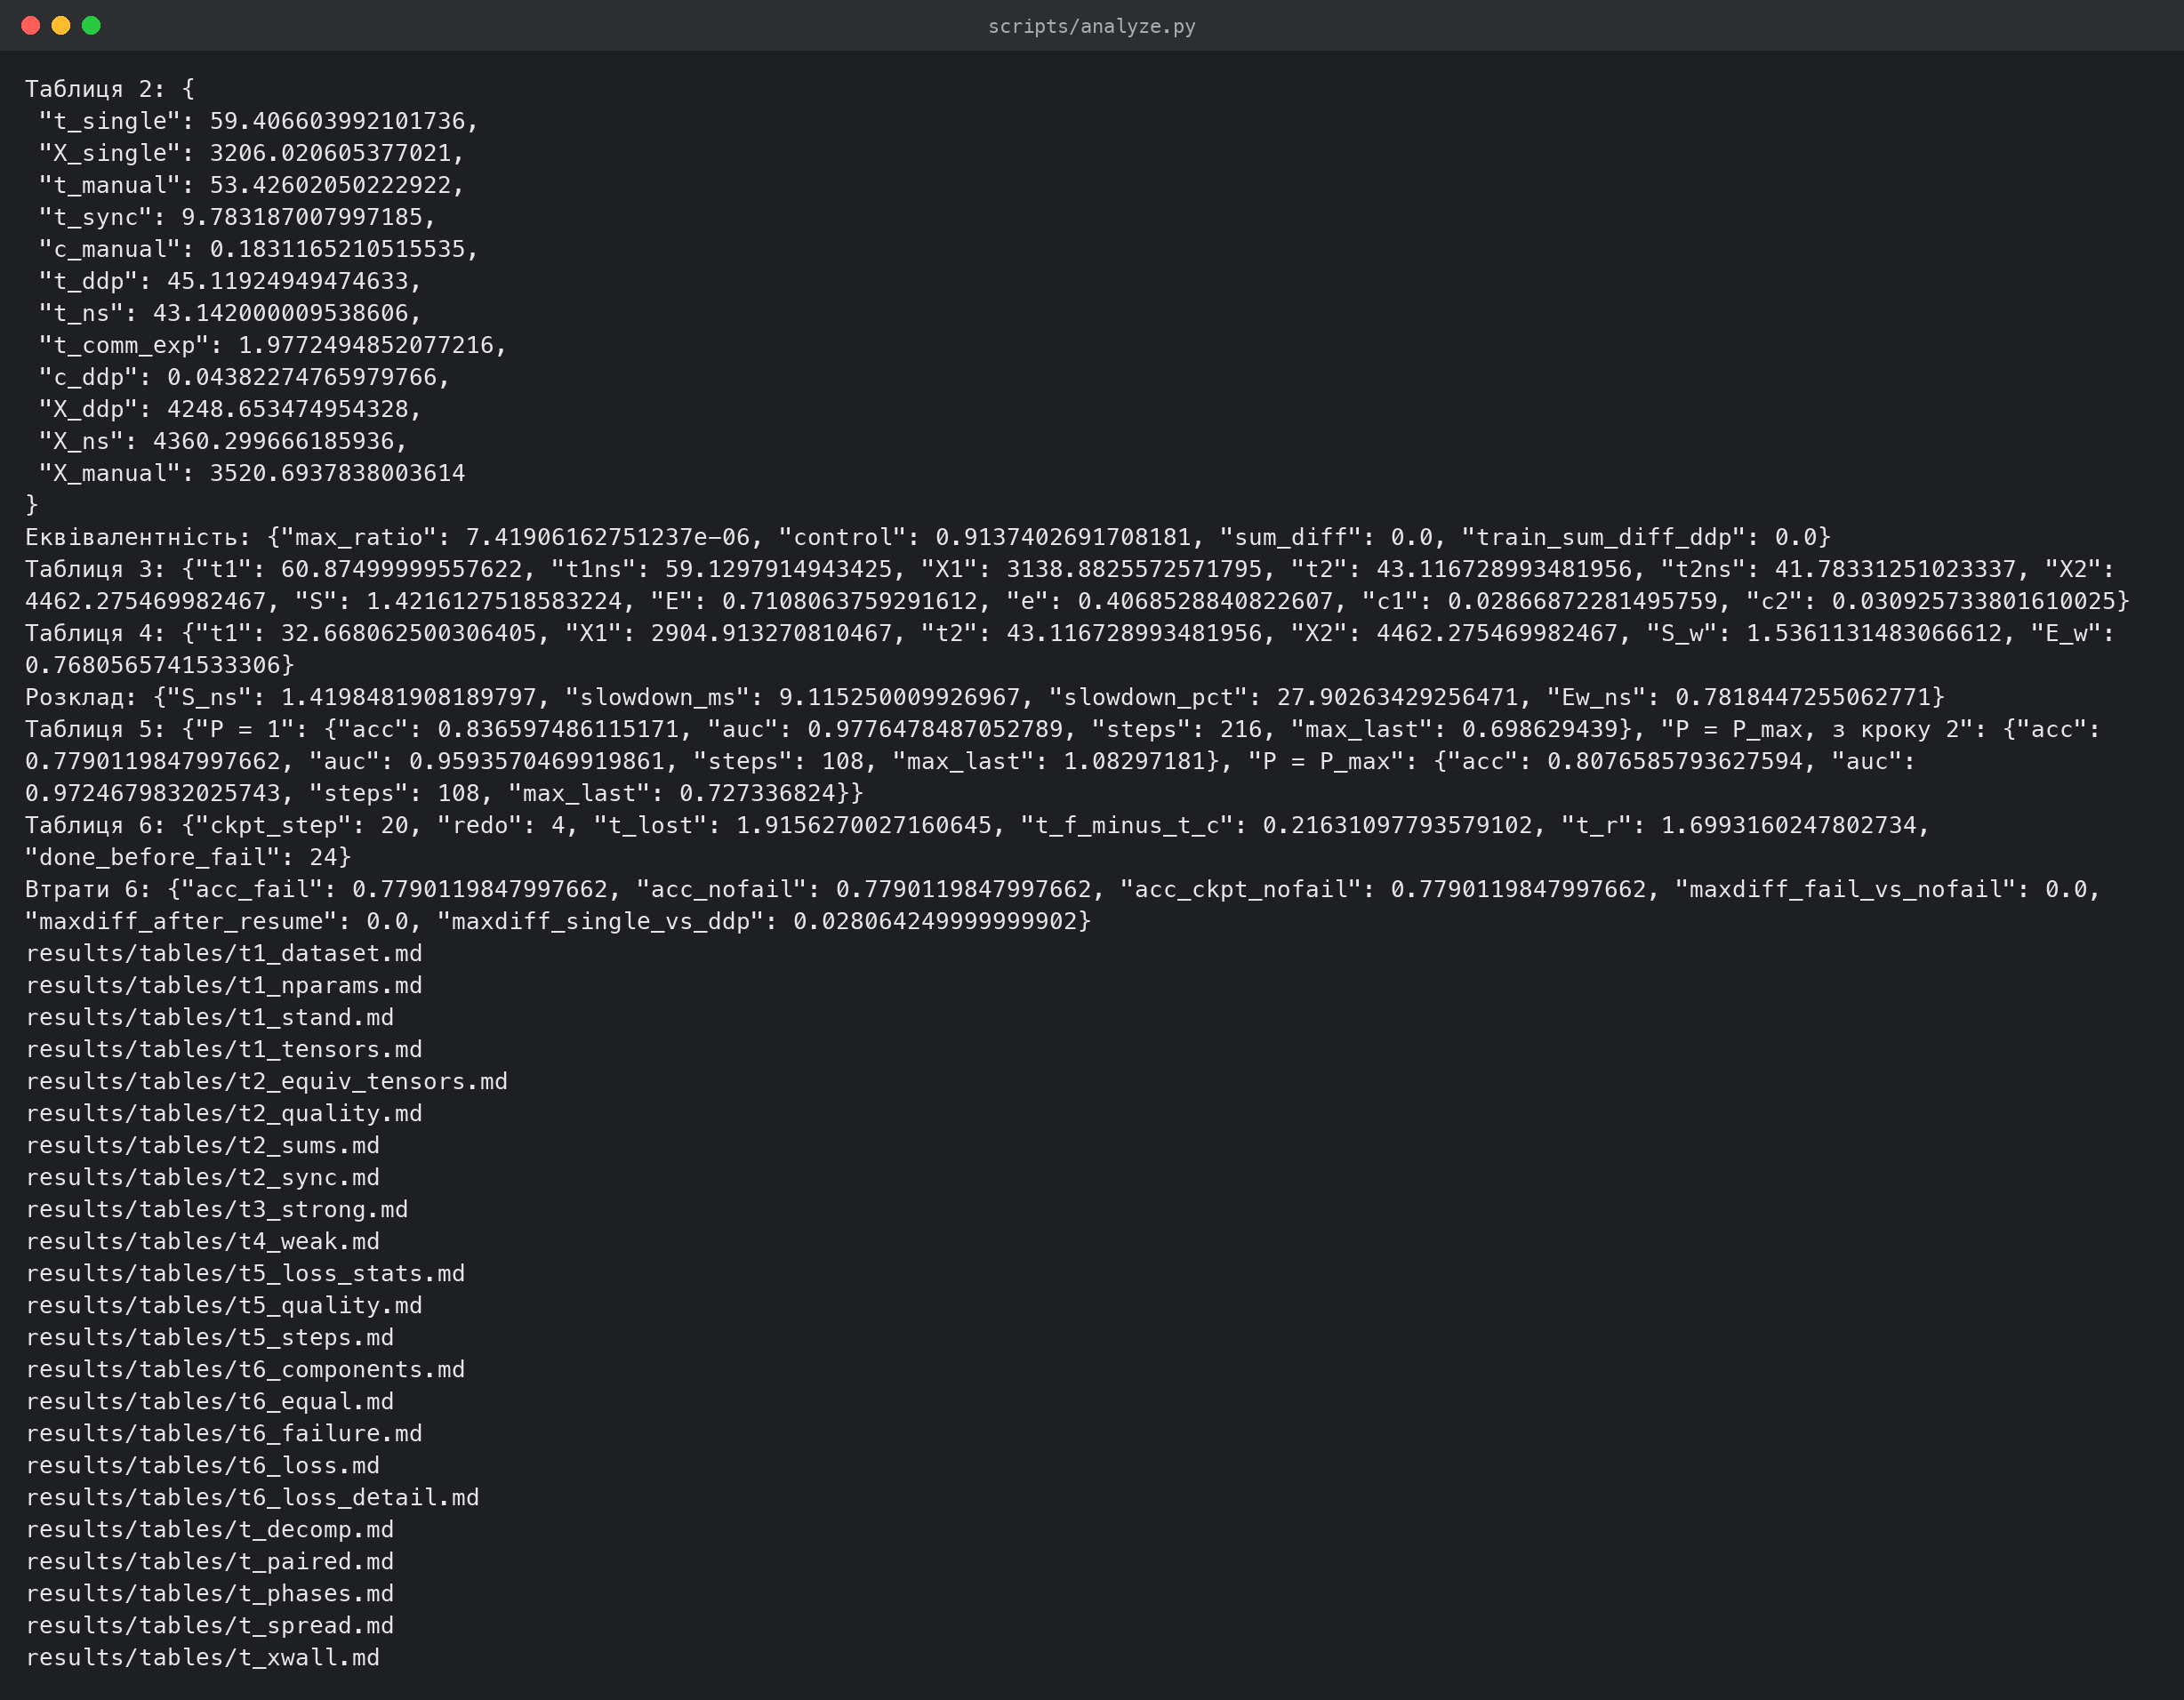 scripts/analyze.py
Таблиця 2: {
 "t_single": 59.406603992101736,
 "X_single": 3206.020605377021,
 "t_manual": 53.42602050222922,
 "t_sync": 9.783187007997185,
 "c_manual": 0.1831165210515535,
 "t_ddp": 45.11924949474633,
 "t_ns": 43.142000009538606,
 "t_comm_exp": 1.9772494852077216,
 "c_ddp": 0.04382274765979766,
 "X_ddp": 4248.653474954328,
 "X_ns": 4360.299666185936,
 "X_manual": 3520.6937838003614
}
Еквівалентність: {"max_ratio": 7.41906162751237e−06, "control": 0.9137402691708181, "sum_diff": 0.0, "train_sum_diff_ddp": 0.0}
Таблиця 3: {"t1": 60.87499999557622, "t1ns": 59.1297914943425, "X1": 3138.8825572571795, "t2": 43.116728993481956, "t2ns": 41.78331251023337, "X2":
4462.275469982467, "S": 1.4216127518583224, "E": 0.7108063759291612, "e": 0.4068528840822607, "c1": 0.02866872281495759, "c2": 0.030925733801610025}
Таблиця 4: {"t1": 32.668062500306405, "X1": 2904.913270810467, "t2": 43.116728993481956, "X2": 4462.275469982467, "S_w": 1.5361131483066612, "E_w":
0.7680565741533306}
Розклад: {"S_ns": 1.4198481908189797, "slowdown_ms": 9.115250009926967, "slowdown_pct": 27.90263429256471, "Ew_ns": 0.7818447255062771}
Таблиця 5: {"P = 1": {"acc": 0.836597486115171, "auc": 0.9776478487052789, "steps": 216, "max_last": 0.698629439}, "P = P_max, з кроку 2": {"acc":
0.7790119847997662, "auc": 0.9593570469919861, "steps": 108, "max_last": 1.08297181}, "P = P_max": {"acc": 0.8076585793627594, "auc":
0.9724679832025743, "steps": 108, "max_last": 0.727336824}}
Таблиця 6: {"ckpt_step": 20, "redo": 4, "t_lost": 1.9156270027160645, "t_f_minus_t_c": 0.21631097793579102, "t_r": 1.6993160247802734,
"done_before_fail": 24}
Втрати 6: {"acc_fail": 0.7790119847997662, "acc_nofail": 0.7790119847997662, "acc_ckpt_nofail": 0.7790119847997662, "maxdiff_fail_vs_nofail": 0.0,
"maxdiff_after_resume": 0.0, "maxdiff_single_vs_ddp": 0.028064249999999902}
results/tables/t1_dataset.md
results/tables/t1_nparams.md
results/tables/t1_stand.md
results/tables/t1_tensors.md
results/tables/t2_equiv_tensors.md
results/tables/t2_quality.md
results/tables/t2_sums.md
results/tables/t2_sync.md
results/tables/t3_strong.md
results/tables/t4_weak.md
results/tables/t5_loss_stats.md
results/tables/t5_quality.md
results/tables/t5_steps.md
results/tables/t6_components.md
results/tables/t6_equal.md
results/tables/t6_failure.md
results/tables/t6_loss.md
results/tables/t6_loss_detail.md
results/tables/t_decomp.md
results/tables/t_paired.md
results/tables/t_phases.md
results/tables/t_spread.md
results/tables/t_xwall.md